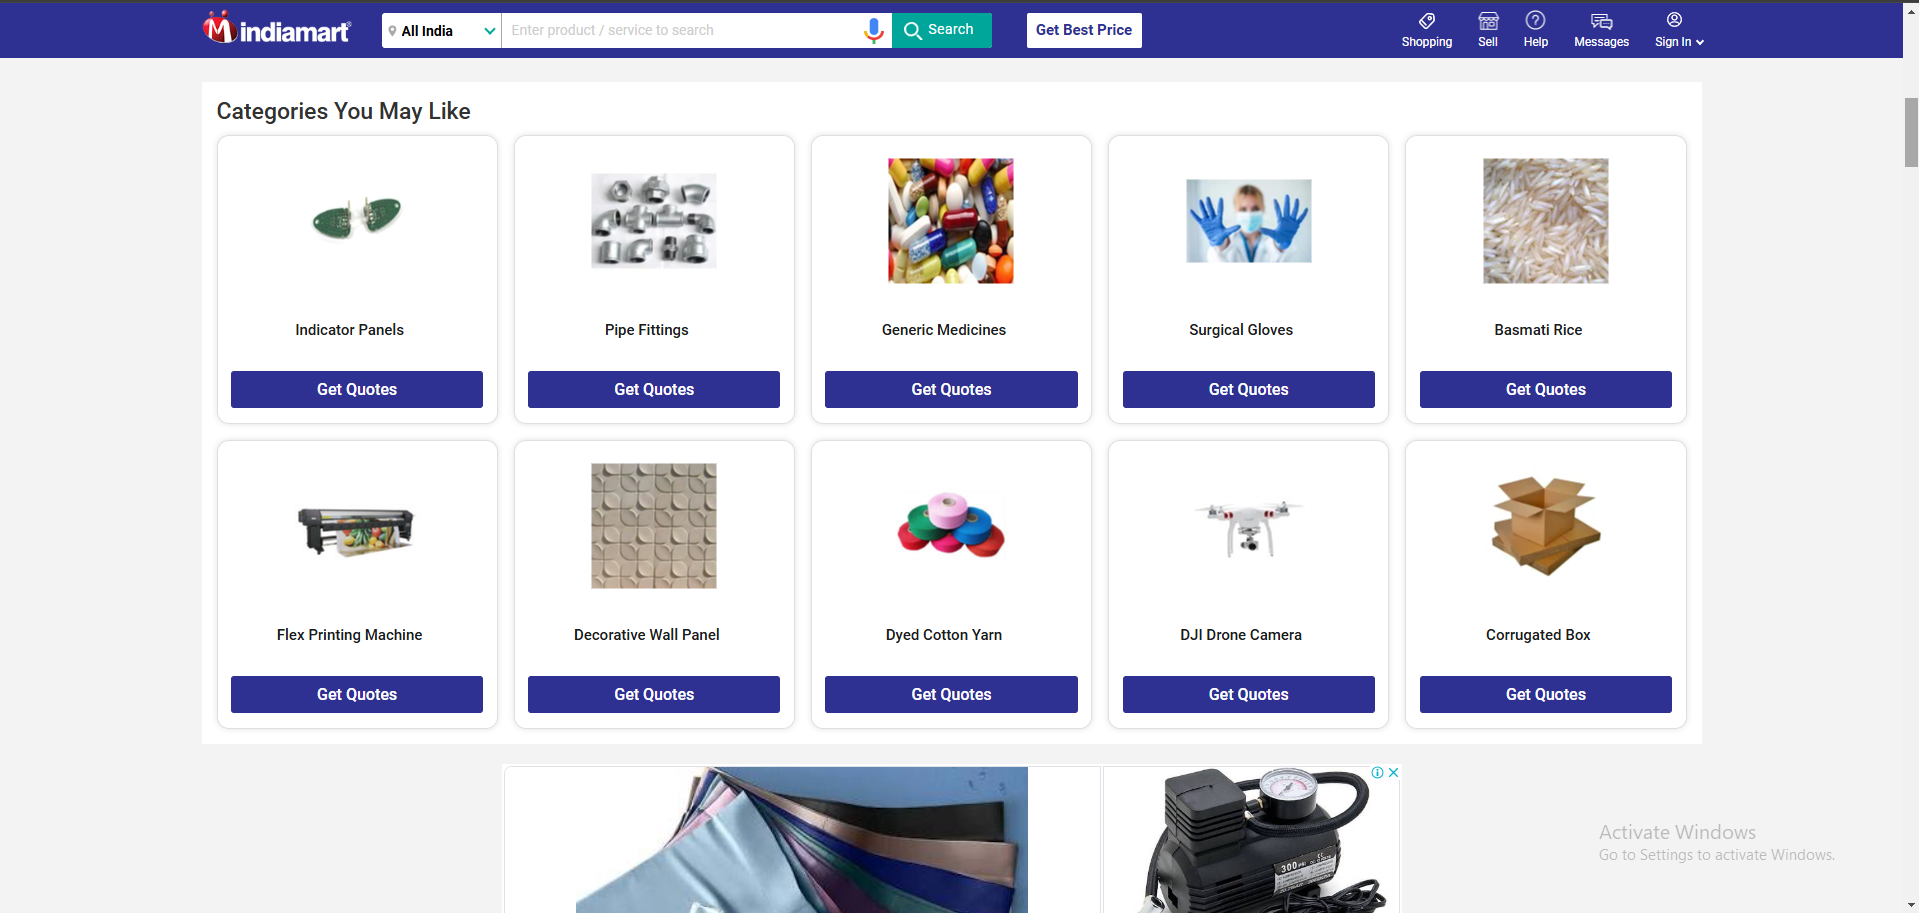 indiamart
All India
Enter product / service to search
Search
Get Best Price
Shopping
Sell
Help
Messages
Sign In
Categories You May Like
Indicator Panels
Pipe Fittings
Generic Medicines
Surgical Gloves
Basmati Rice
Get Quotes
Get Quotes
Get Quotes
Get Quotes
Get Quotes
Flex Printing Machine
Decorative Wall Panel
Dyed Cotton Yarn
DJI Drone Camera
Corrugated Box
Get Quotes
Get Quotes
Get Quotes
Get Quotes
Get Quotes
300 PSI
Activate Windows
Go to Settings to activate Windows.